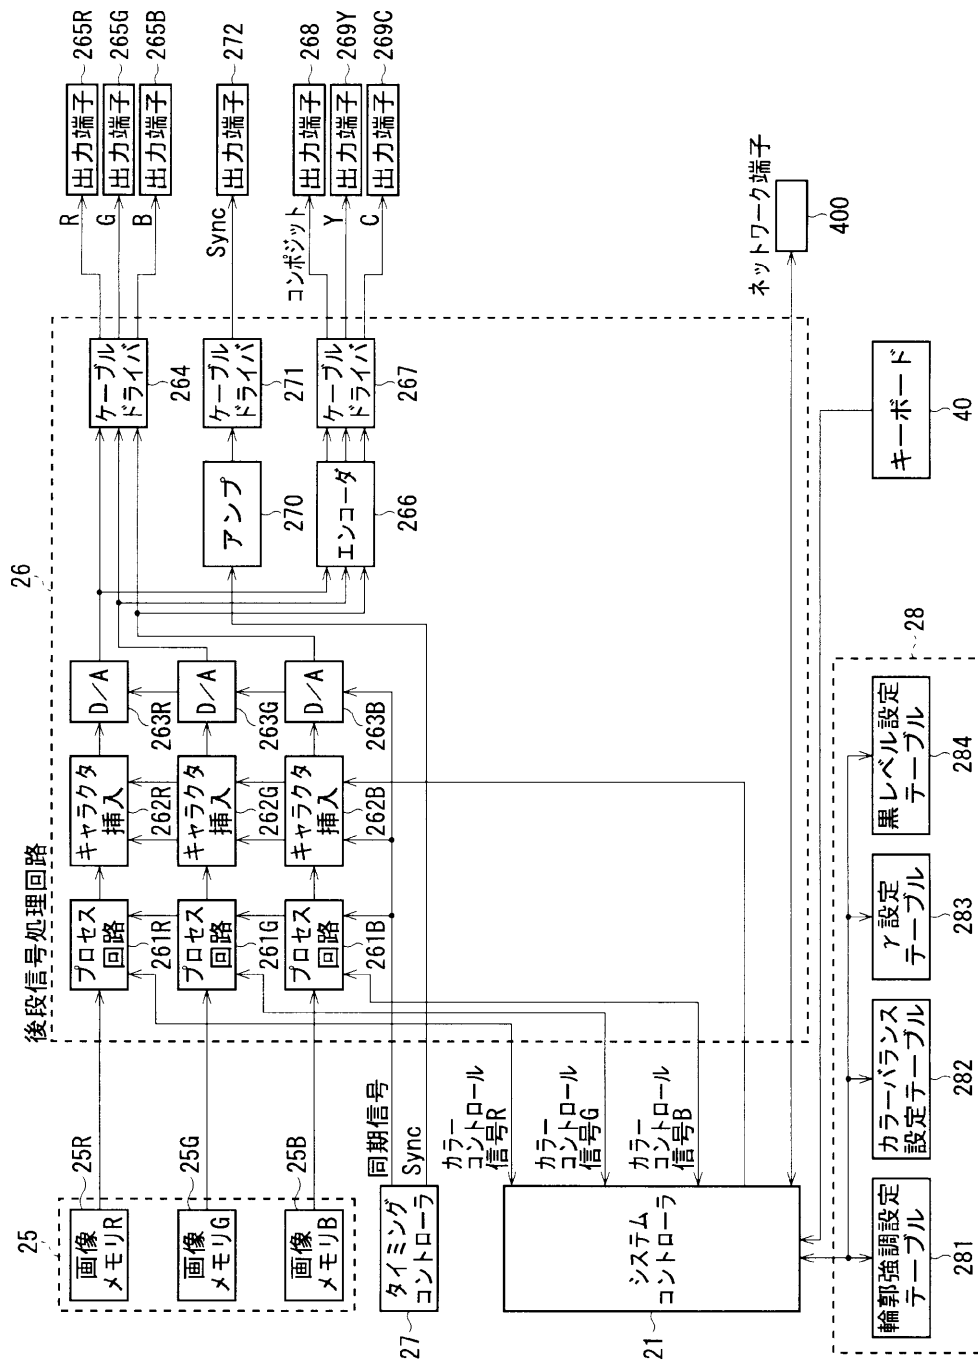 25
25R
画像
メモリR
25G
画像
メモリG
25B
画像
メモリB
タイミング
コントローラ
27
同期信号
Sync
システム
コントローラ
21
カラー
コントロール
信号R
カラー
コントロール
信号G
カラー
コントロール
信号B
後段信号処理回路
26
プロセス
回路
261R
プロセス
回路
261G
プロセス
回路
261B
キャラクタ
挿入
262R
キャラクタ
挿入
262G
キャラクタ
挿入
262B
D/A
263R
D/A
263G
D/A
263B
アンプ
270
エンコーダ
266
ケーブル
ドライバ
264
ケーブル
ドライバ
271
ケーブル
ドライバ
267
R
G
B
Sync
コンポジット
Y
C
出力端子
265R
出力端子
265G
出力端子
265B
出力端子
272
出力端子
268
出力端子
269Y
出力端子
269C
ネットワーク端子
400
キーボード
40
28
輪郭強調設定
テーブル
281
カラーバランス
設定テーブル
282
γ設定
テーブル
283
黒レベル設定
テーブル
284